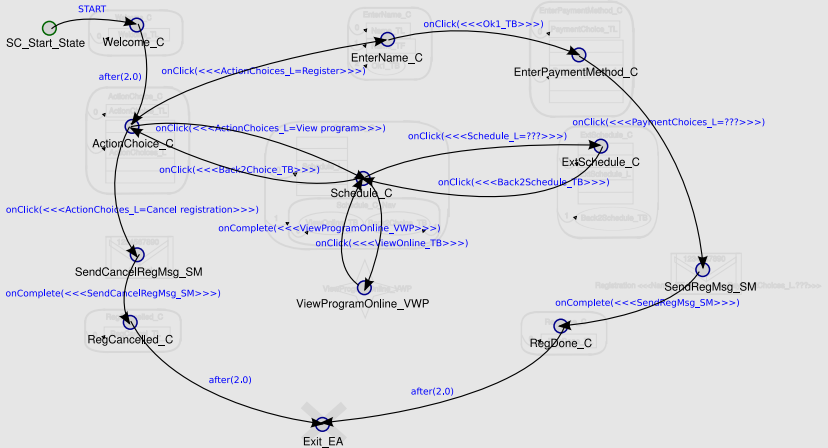 START
SC_Start_State
Welcome_C
EnterName_C
onClick(<<<Ok1_TB>>>)
EnterPaymentMethod_C
after(2.0)
onClick(<<<ActionChoices_L=Register>>>)
ActionChoice_C
onClick(<<<ActionChoices_L=View program>>>)
onClick(<<<PaymentChoices_L=???>>>)
onClick(<<<Schedule_L=???>>>)
onClick(<<<Back2Choice_TB>>>)
ExtSchedule_C
Schedule_C
onClick(<<<Back2Schedule_TB>>>)
onClick(<<<ActionChoices_L=Cancel registration>>>)
onComplete(<<<ViewProgramOnline_VWP>>>)
onClick(<<<ViewOnline_TB>>>)
SendCancelRegMsg_SM
SendRegMsg_SM
onComplete(<<<SendCancelRegMsg_SM>>>)
ViewProgramOnline_VWP
onComplete(<<<SendRegMsg_SM>>>)
RegCancelled_C
RegDone_C
after(2.0)
after(2.0)
Exit_EA